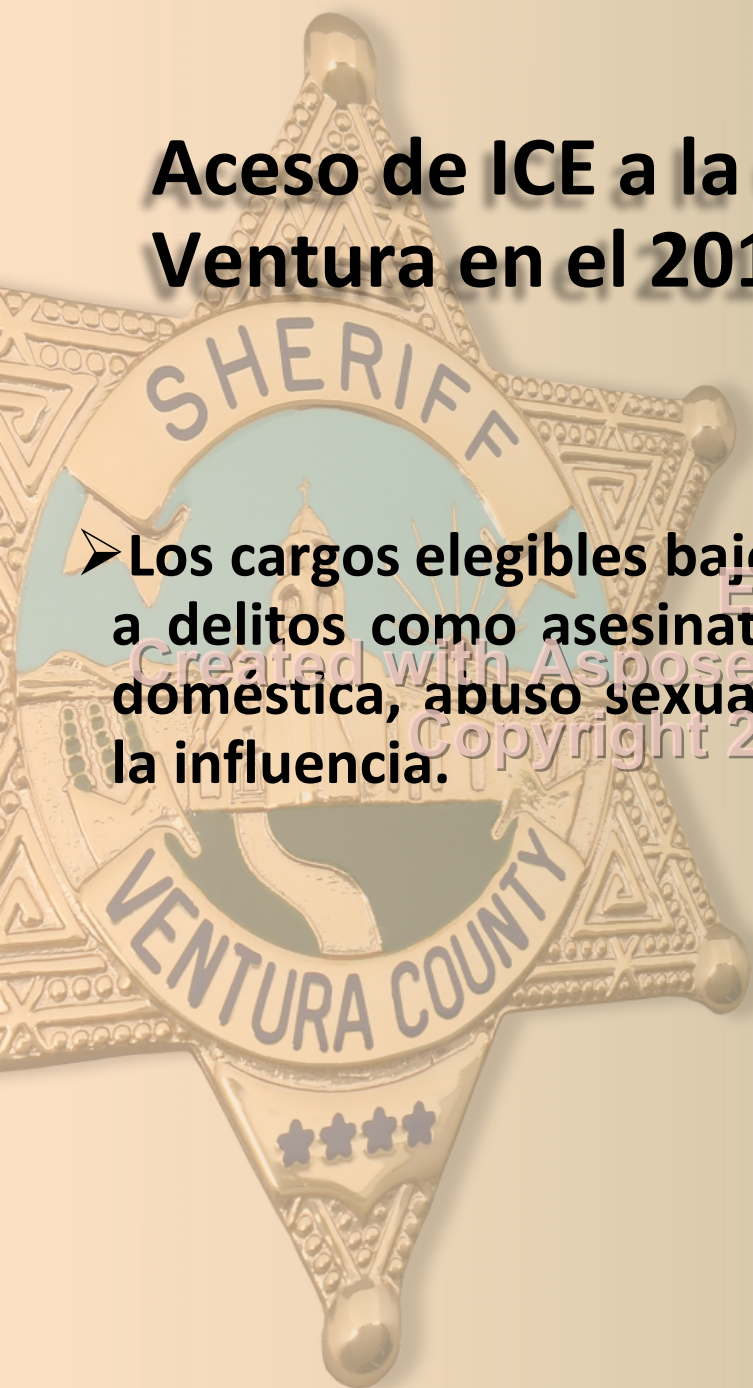 Aceso de ICE a la
Ventura en el 201
SHERIFF
➢Los cargos elegibles bajo
a delitos como asesinat
Created with Aspose
doméstica, abuso sexua
Copyright 2
la influencia.
VENTURA COUNTY